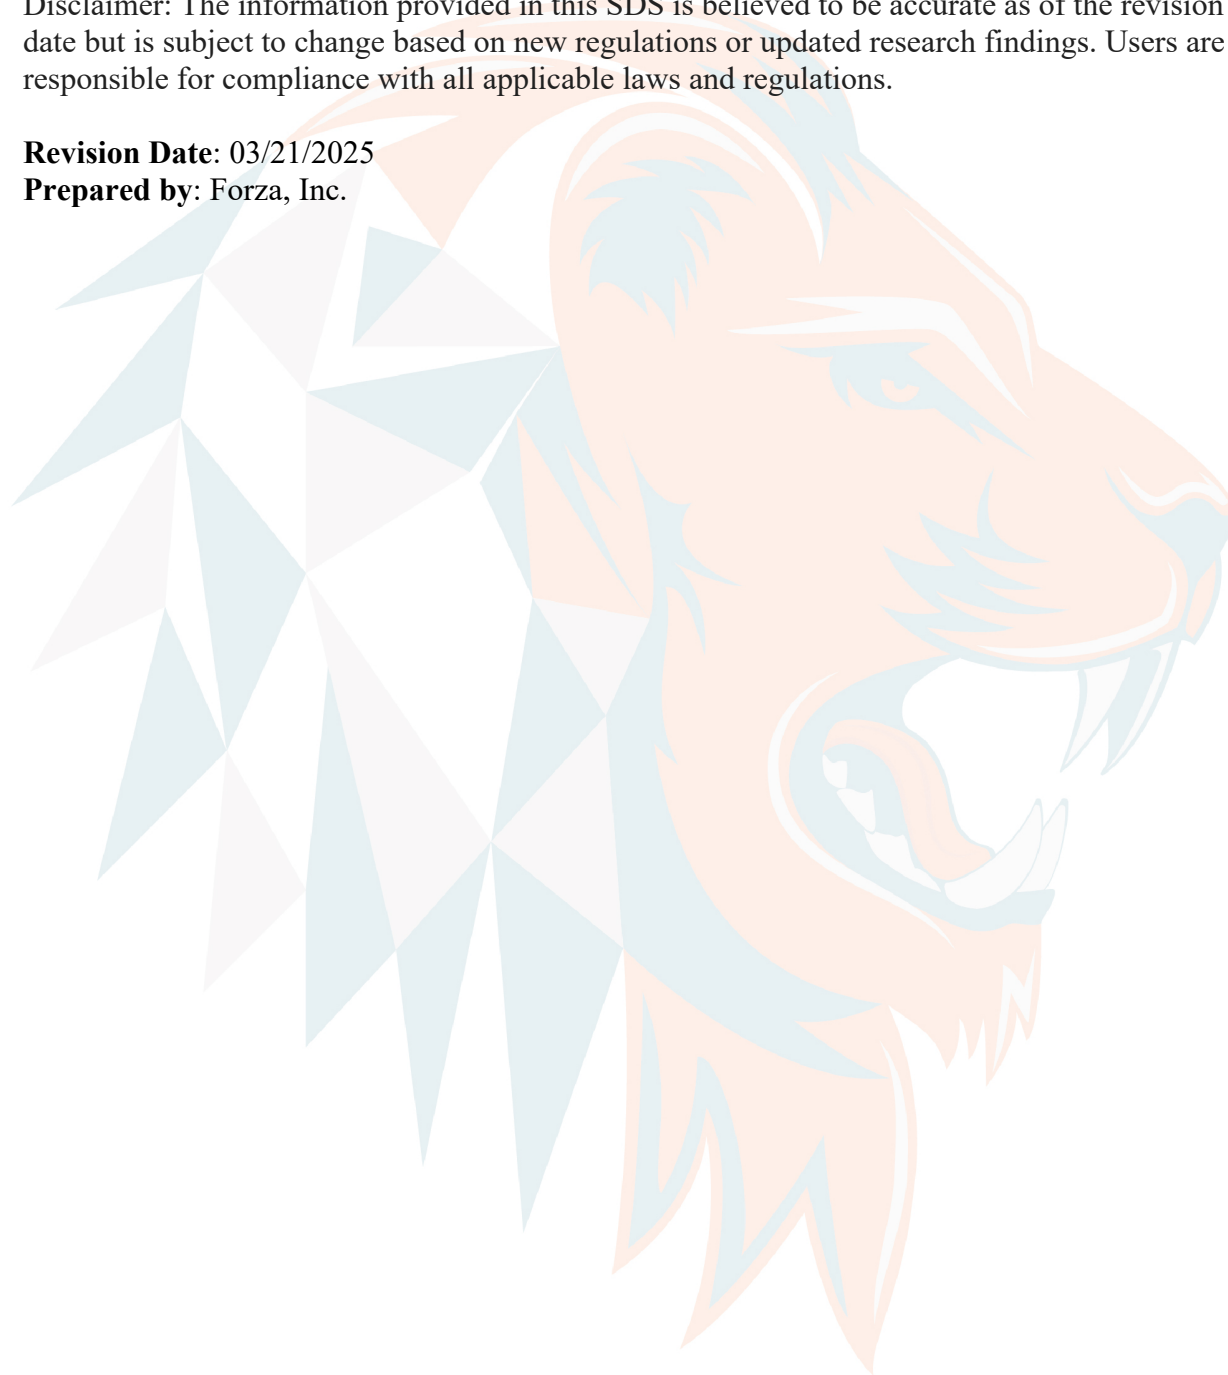 Disclaimer: The information provided in this SDS is believed to be accurate as of the revision
date but is subject to change based on new regulations or updated research findings. Users are
responsible for compliance with all applicable laws and regulations.
Revision Date: 03/21/2025
Prepared by: Forza, Inc.